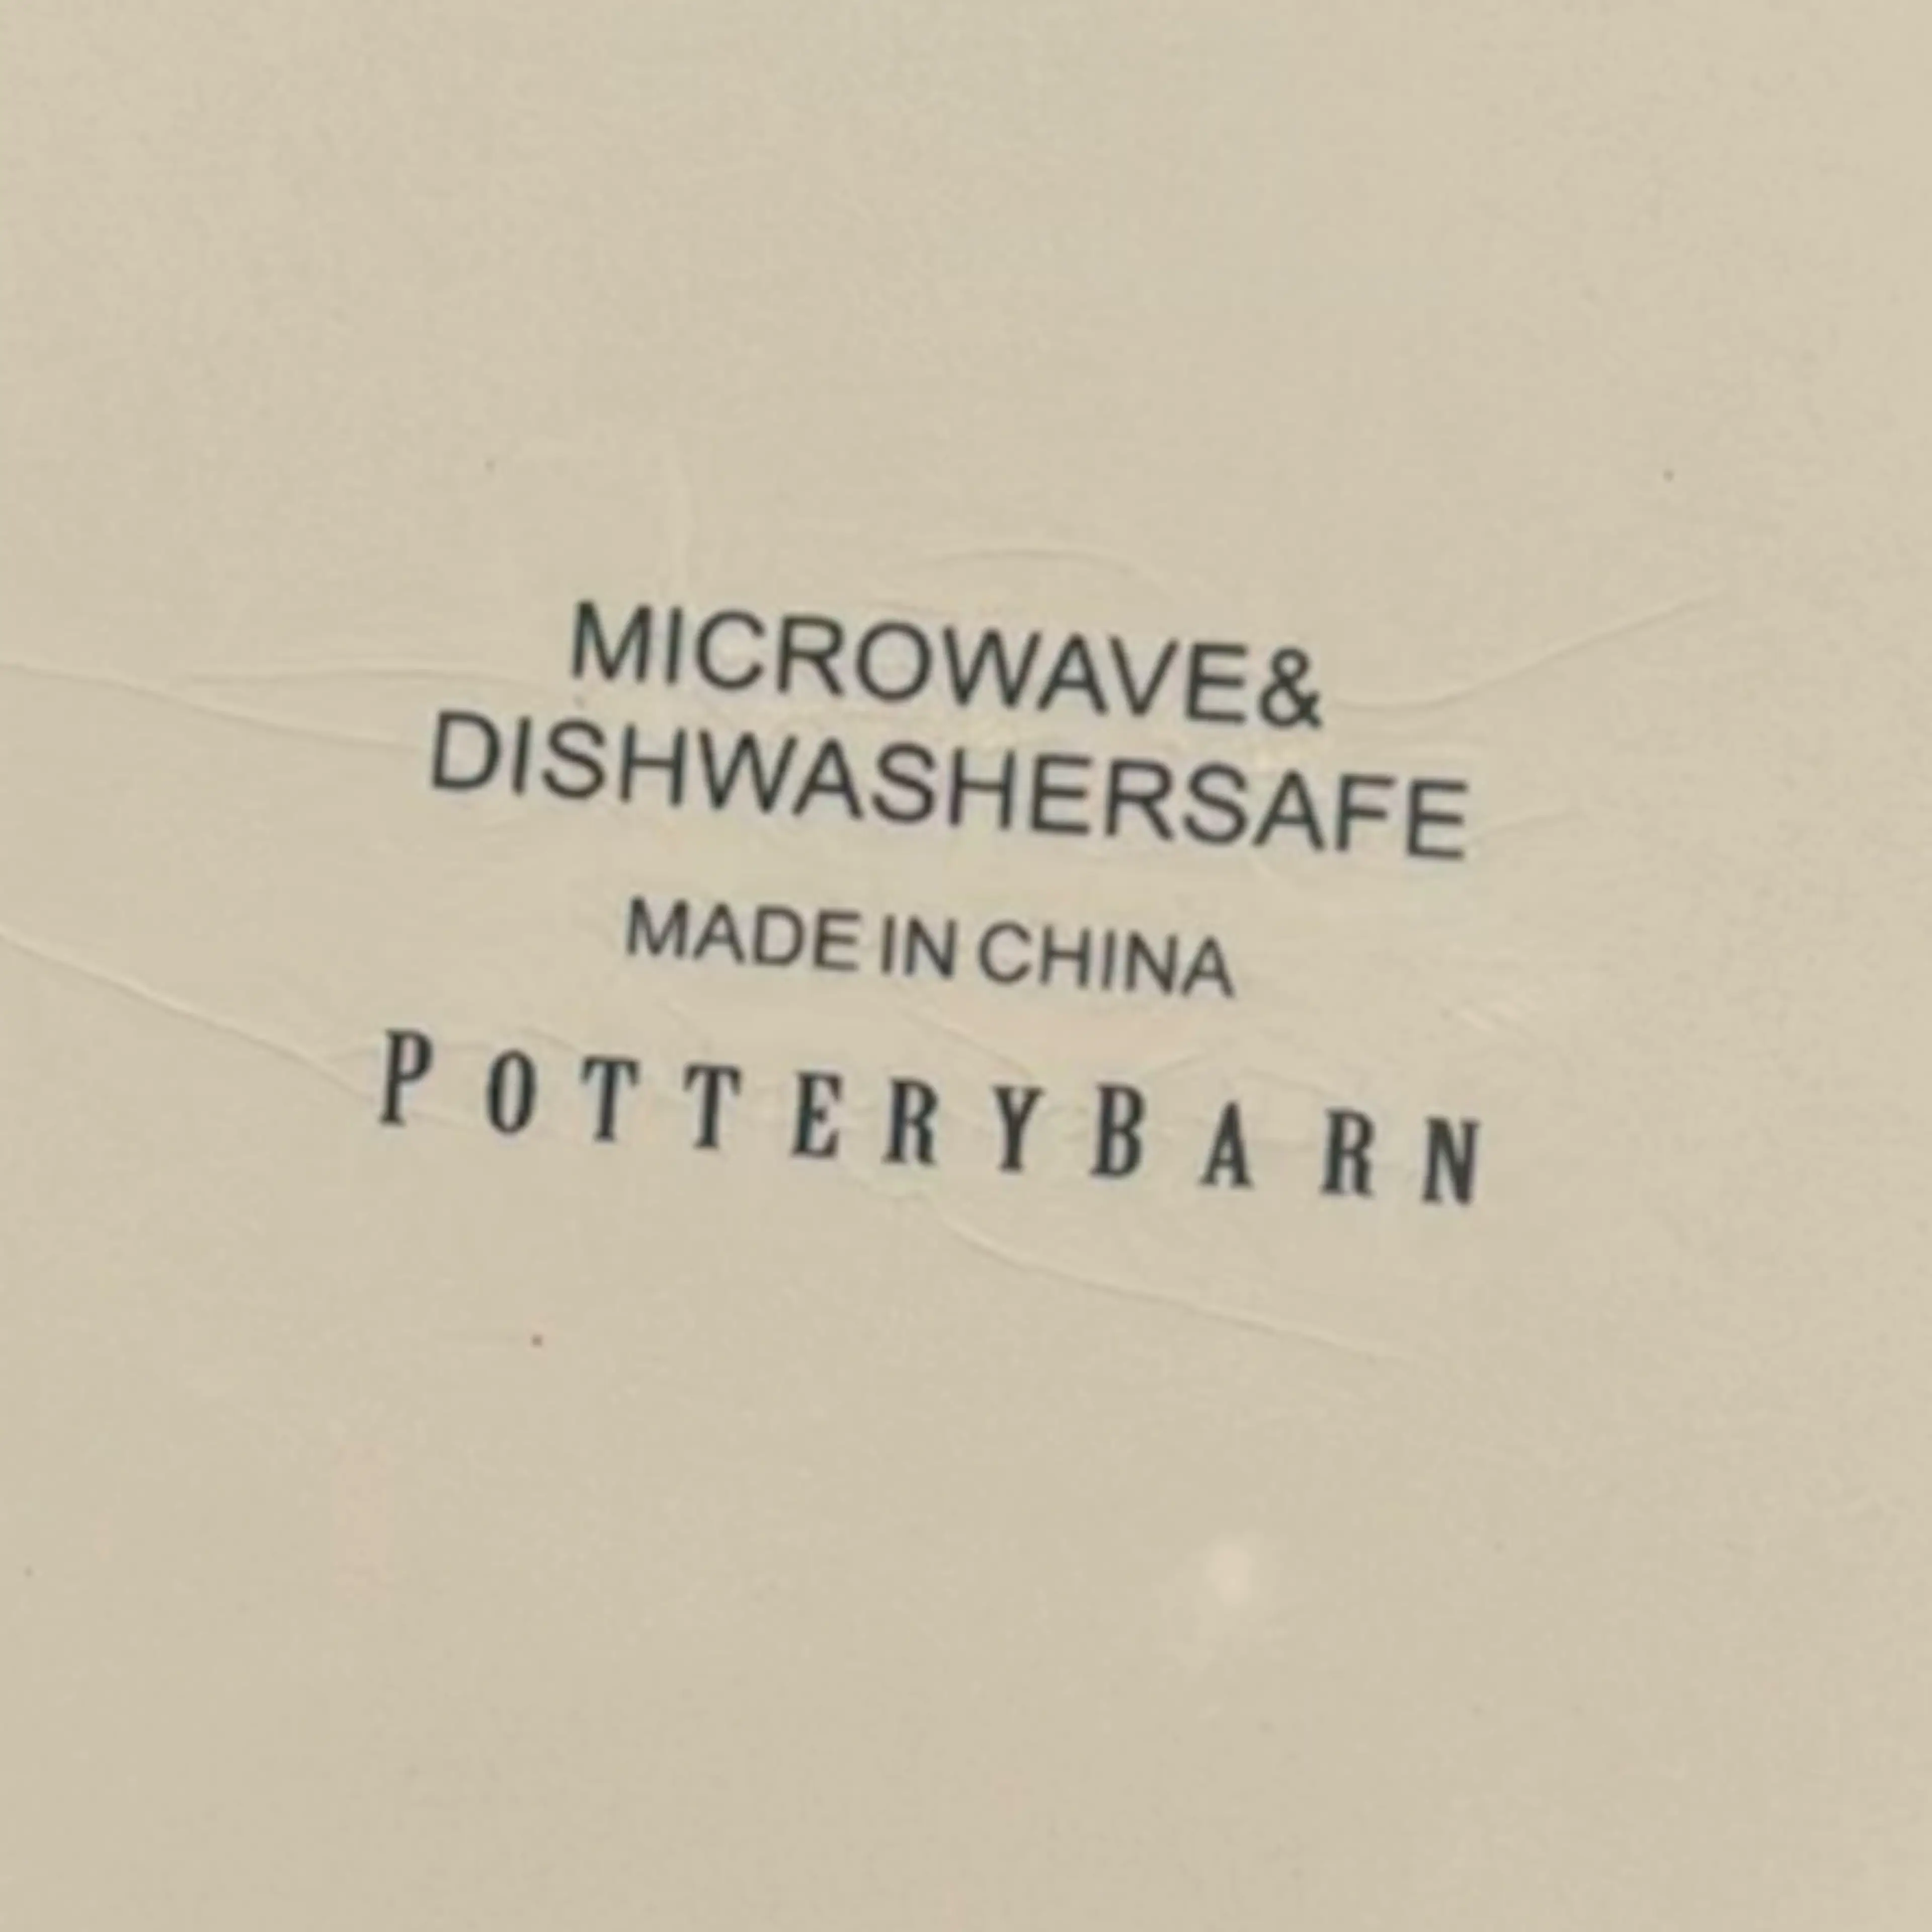 MICROWAVE&
DISHWASHERSAFE
MADE IN CHINA
POTTERYBARN